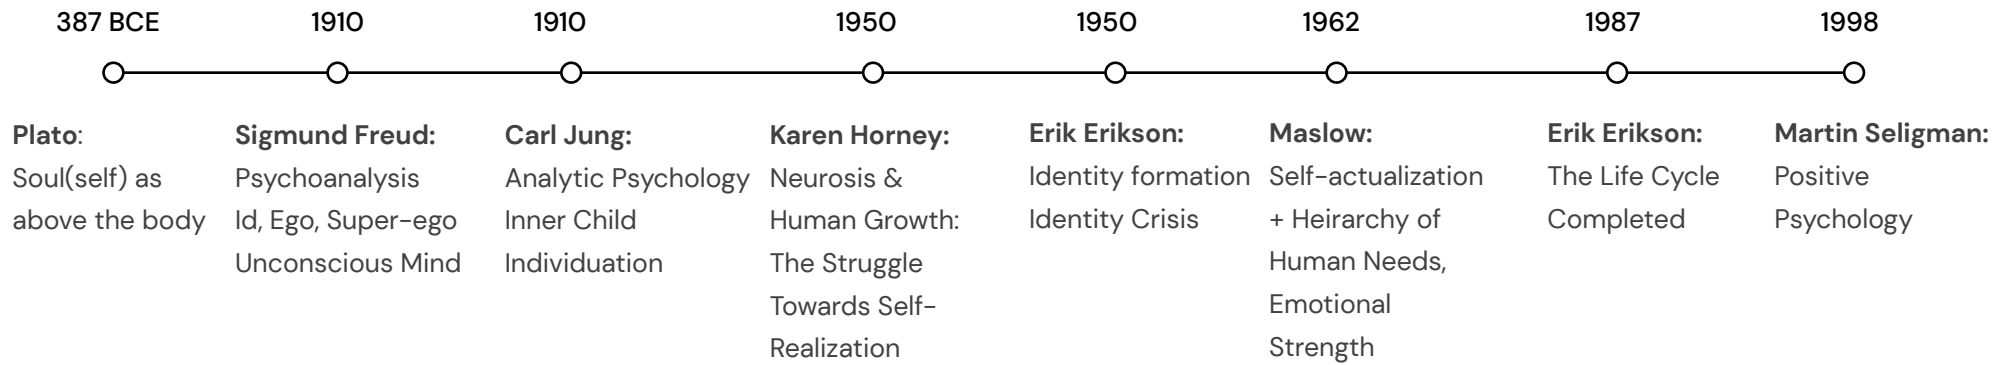 387 BCE
1910
1910
1950
1950
1962
1987
1998
Plato:
Soul(self) as
above the body
Sigmund Freud:
Psychoanalysis
Id, Ego, Super-ego
Unconscious Mind
Carl Jung:
Analytic Psychology
Inner Child
Individuation
Karen Horney:
Neurosis &
Human Growth:
The Struggle
Towards Self-
Realization
Erik Erikson:
Identity formation
Identity Crisis
Maslow:
Self-actualization
+ Heirarchy of
Human Needs,
Emotional
Strength
Erik Erikson:
The Life Cycle
Completed
Martin Seligman:
Positive
Psychology